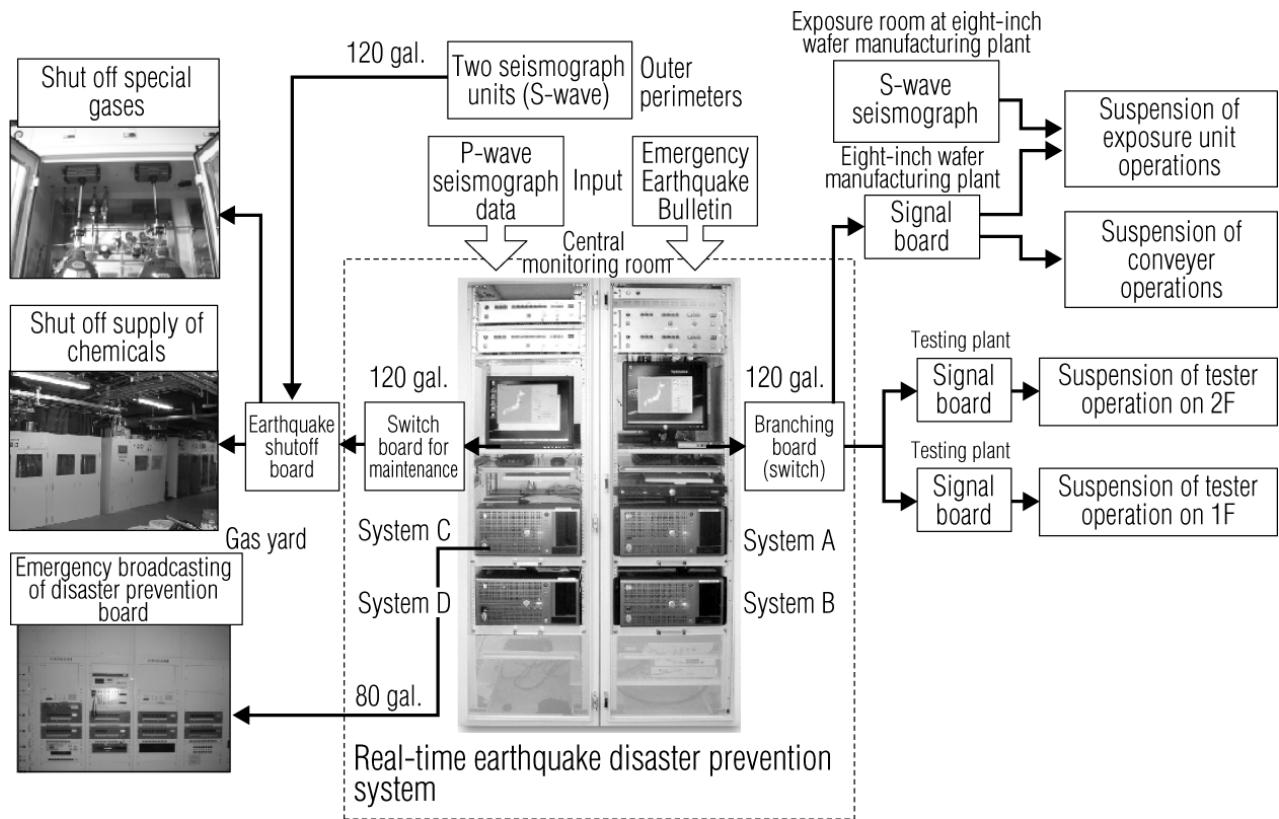 Shut off special
gases
120 gal.
Two seismograph
units (S-wave)
Outer
perimeters
Exposure room at eight-inch
wafer manufacturing plant
S-wave
seismograph
Suspension of
exposure unit
operations
P-wave
seismograph
data
Input
Emergency
Earthquake
Bulletin
Eight-inch wafer
manufacturing plant
Signal
board
Suspension of
conveyer
operations
Central
monitoring room
Shut off supply of
chemicals
120 gal.
Earthquake
shutoff
board
Switch
board for
maintenance
120 gal.
Branching
board
(switch)
Testing plant
Signal
board
Suspension of tester
operation on 2F
Testing plant
Signal
board
Suspension of tester
operation on 1F
Gas yard
System C
System A
System D
System B
Emergency broadcasting
of disaster prevention
board
80 gal.
Real-time earthquake disaster prevention
system